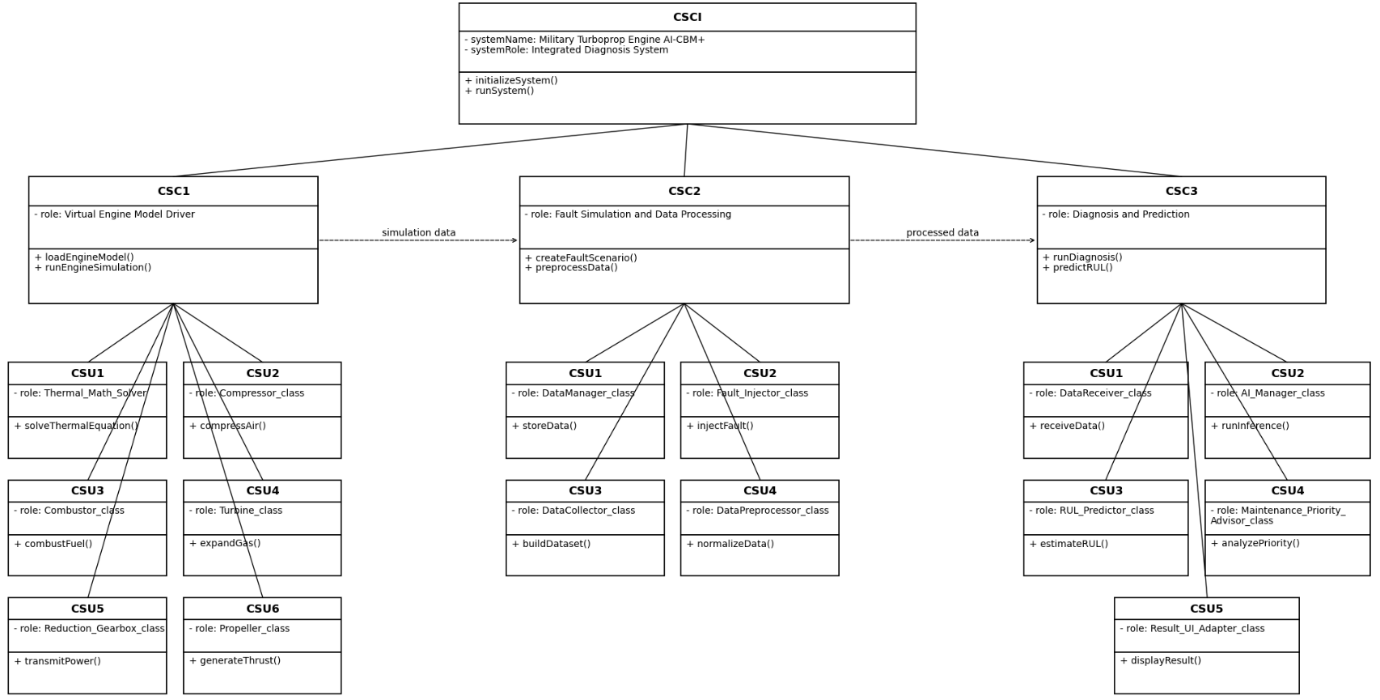 CSCI
- systemName: Military Turboprop Engine AI-CBM+
- systemRole: Integrated Diagnosis System
+ initializeSystem()
+ runSystem()
CSC1
- role: Virtual Engine Model Driver
+ loadEngineModel()
+ runEngineSimulation()
simulation data
CSC2
- role: Fault Simulation and Data Processing
+ createFaultScenario()
+ preprocessData()
processed data
CSC3
- role: Diagnosis and Prediction
+ runDiagnosis()
+ predictRUL()
CSU1
- role: Thermal_Math_Solver
+ solveThermalEquation()
CSU2
- role: Compressor_class
+ compressAir()
CSU3
- role: Combustor_class
+ combustFuel()
CSU4
- role: Turbine_class
+ expandGas()
CSU5
- role: Reduction_Gearbox_class
+ transmitPower()
CSU6
- role: Propeller_class
+ generateThrust()
CSU1
- role: DataManager_class
+ storeData()
CSU2
- role: Fault_Injector_class
+ injectFault()
CSU3
- role: DataCollector_class
+ buildDataset()
CSU4
- role: DataPreprocessor_class
+ normalizeData()
CSU1
- role: DataReceiver_class
+ receiveData()
CSU2
- role: AI_Manager_class
+ runInference()
CSU3
- role: RUL_Predictor_class
+ estimateRUL()
CSU4
- role: Maintenance_Priority_
Advisor_class
+ analyzePriority()
CSU5
- role: Result_UI_Adapter_class
+ displayResult()